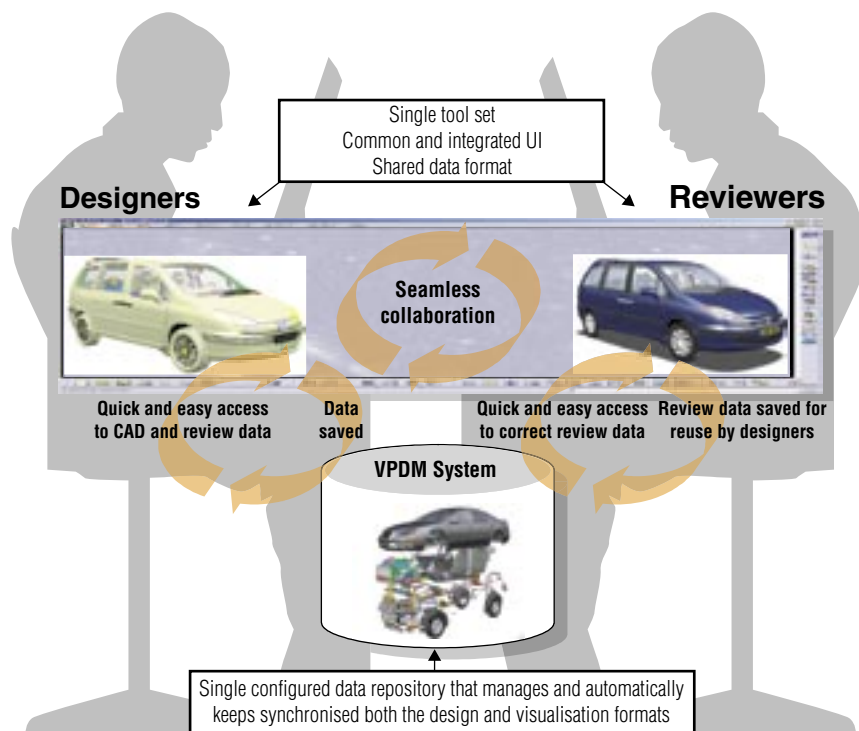 Single tool set
Common and integrated UI
Shared data format
Designers
Reviewers
Seamless
collaboration
Quick and easy access
to CAD and review data
Data
saved
Quick and easy access
to correct review data
Review data saved for
reuse by designers
VPDM System
Single configured data repository that manages and automatically
keeps synchronised both the design and visualisation formats